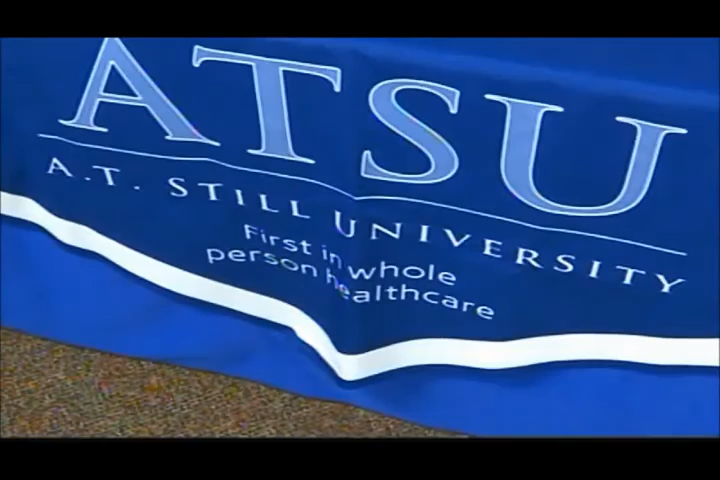 ATSU
A.T. STILL UNIVERSITY
First in whole
person healthcare